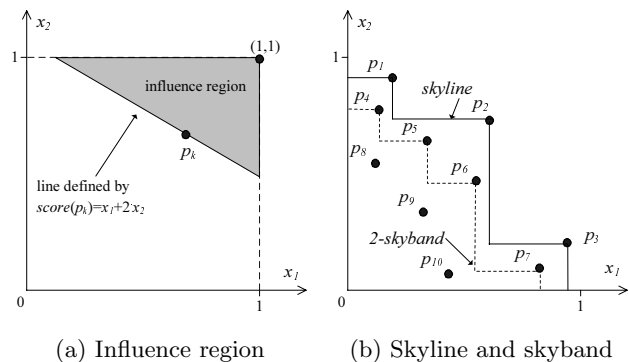 x2
1
(1,1)
influence region
pk
line defined by
score(pk)=x1+2·x2
x1
0
1
(a) Influence region
x2
1
p1
skyline
p4
p2
p5
p8
p6
p9
2-skyband
p3
p10
p7
x1
0
1
(b) Skyline and skyband